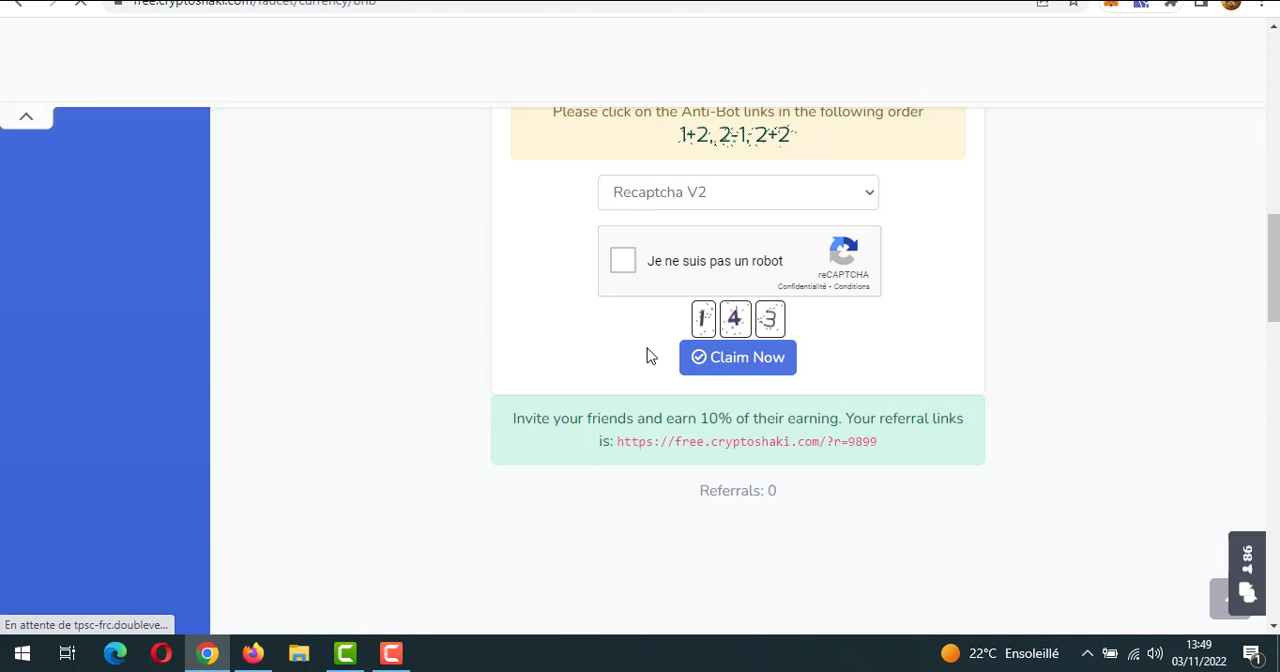 free.cryptoshaki.com/faucet/currency/bnb
Please click on the Anti-Bot links in the following order
1+2, 2-1, 2+2
Recaptcha V2
Je ne suis pas un robot
reCAPTCHA
Confidentialité - Conditions
1 4 3
Claim Now
Invite your friends and earn 10% of their earning. Your referral links
is: https://free.cryptoshaki.com/?r=9899
Referrals: 0
86
En attente de tpsc-frc.doubleve...
22°C Ensoleillé
13:49
03/11/2022
1